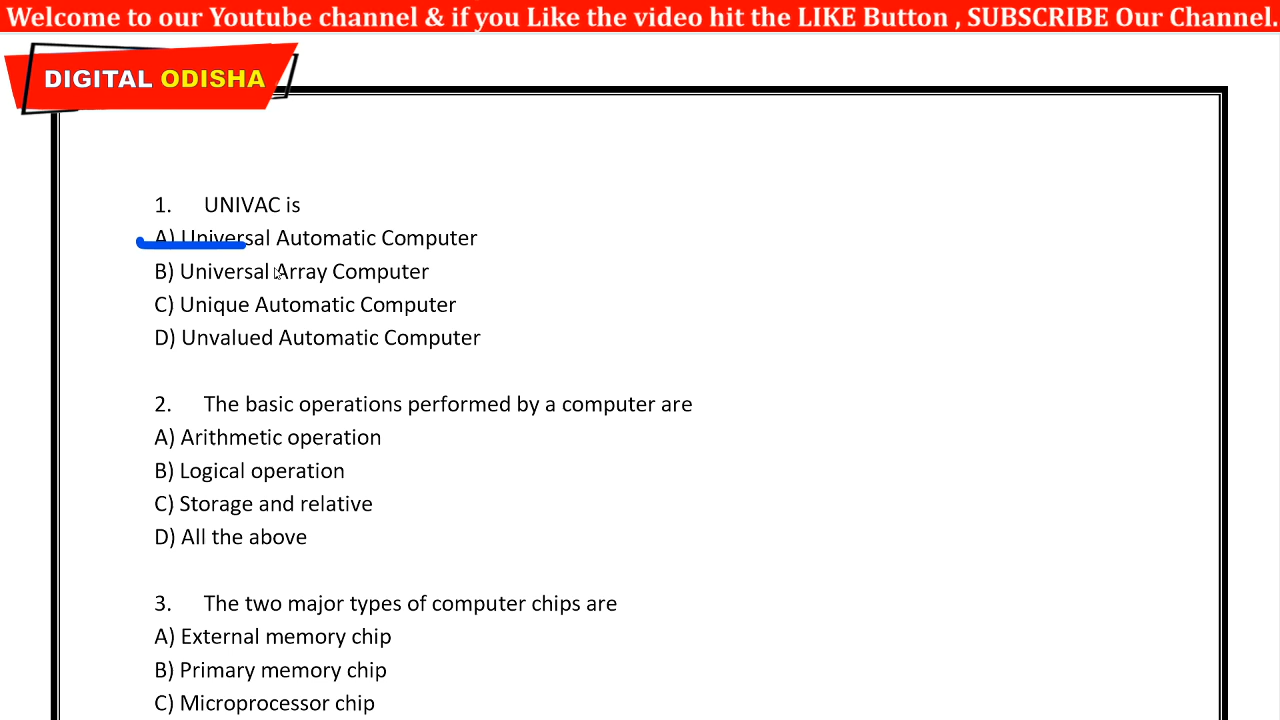 Welcome to our Youtube channel & if you Like the video hit the LIKE Button , SUBSCRIBE Our Channel.
DIGITAL ODISHA
1. UNIVAC is
A) Universal Automatic Computer
B) Universal Array Computer
C) Unique Automatic Computer
D) Unvalued Automatic Computer
2. The basic operations performed by a computer are
A) Arithmetic operation
B) Logical operation
C) Storage and relative
D) All the above
3. The two major types of computer chips are
A) External memory chip
B) Primary memory chip
C) Microprocessor chip